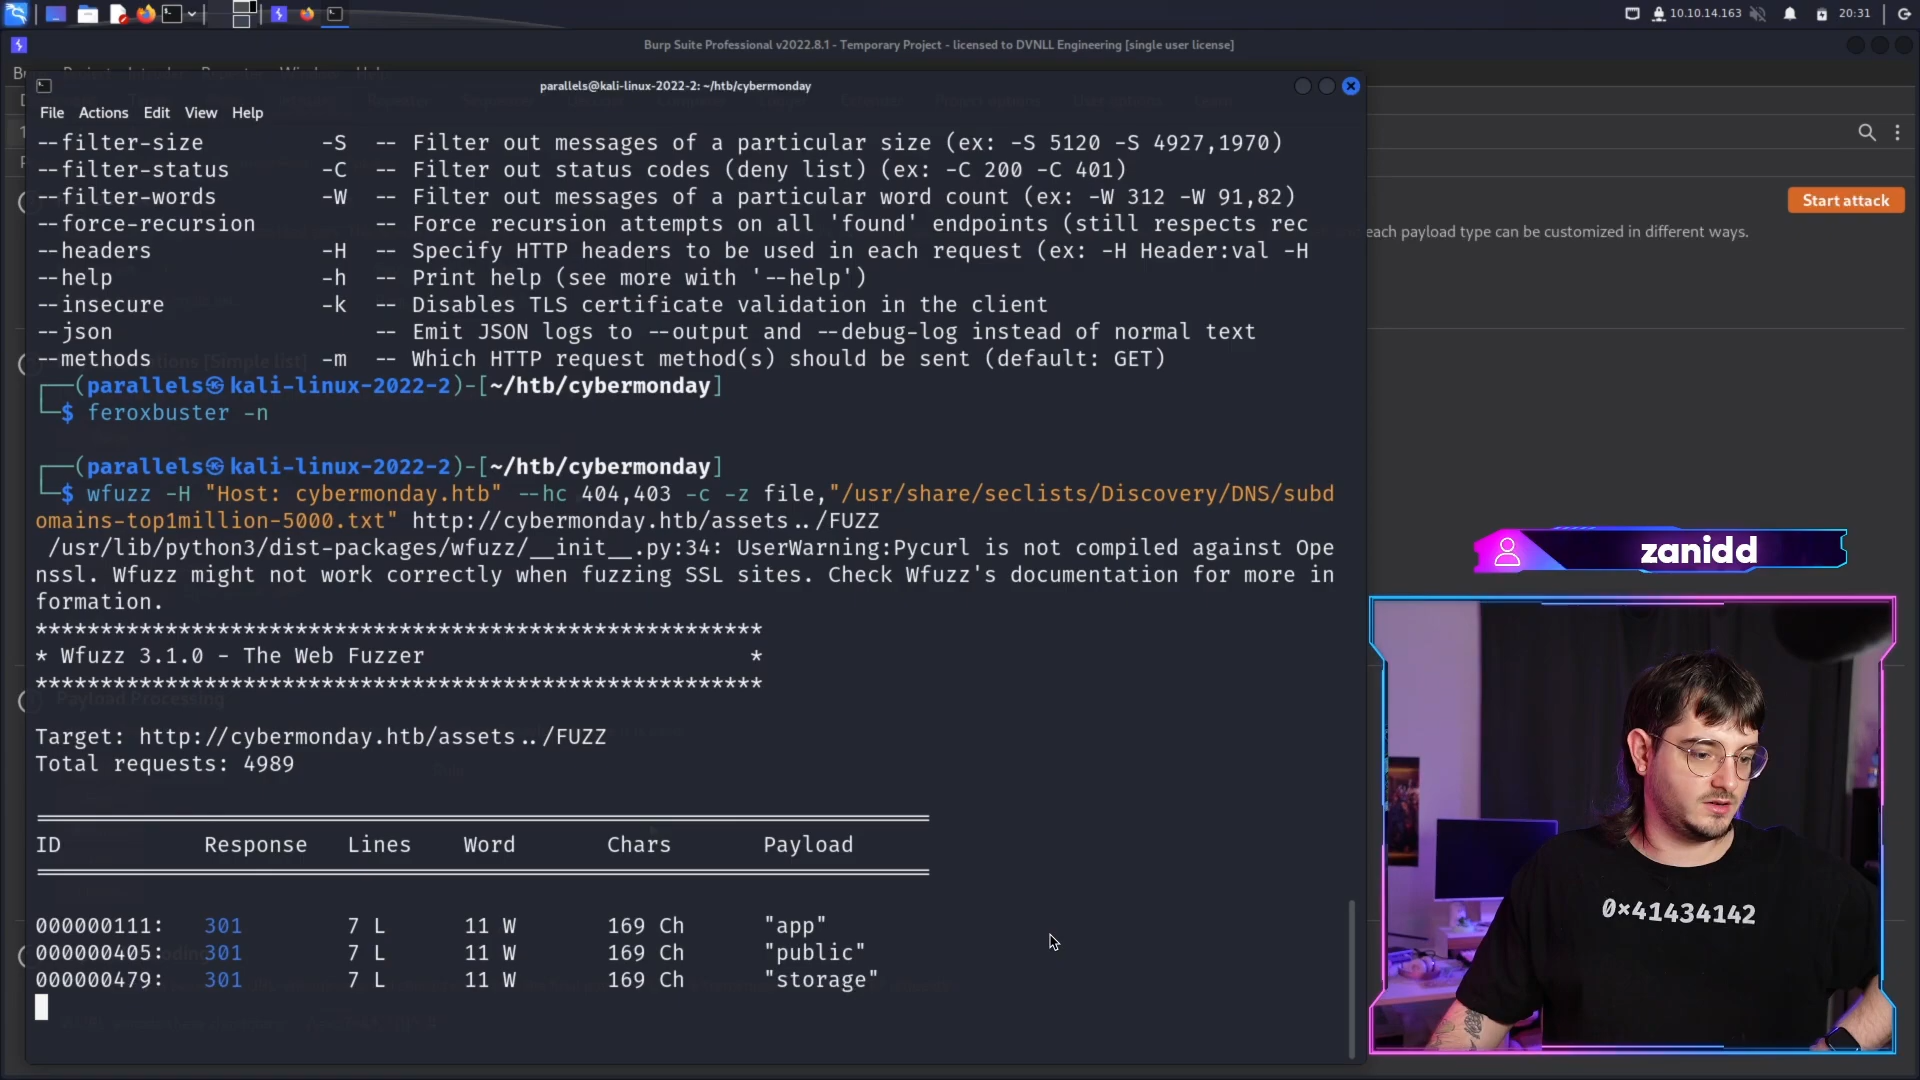 10.10.14.163
20:31
Burp Suite Professional v2022.8.1 - Temporary Project - licensed to DVNLL Engineering [single user license]
parallels@kali-linux-2022-2: ~/htb/cybermonday
File Actions Edit View Help
--filter-size -S -- Filter out messages of a particular size (ex: -S 5120 -S 4927,1970)
--filter-status -C -- Filter out status codes (deny list) (ex: -C 200 -C 401)
--filter-words -W -- Filter out messages of a particular word count (ex: -W 312 -W 91,82)
--force-recursion -- Force recursion attempts on all 'found' endpoints (still respects rec
--headers -H -- Specify HTTP headers to be used in each request (ex: -H Header:val -H
--help -h -- Print help (see more with '--help')
--insecure -k -- Disables TLS certificate validation in the client
--json -- Emit JSON logs to --output and --debug-log instead of normal text
--methods -m -- Which HTTP request method(s) should be sent (default: GET)
┌──(parallels㉿kali-linux-2022-2)-[~/htb/cybermonday]
└─$ feroxbuster -n
┌──(parallels㉿kali-linux-2022-2)-[~/htb/cybermonday]
└─$ wfuzz -H "Host: cybermonday.htb" --hc 404,403 -c -z file,"/usr/share/seclists/Discovery/DNS/subd
omains-top1million-5000.txt" http://cybermonday.htb/assets../FUZZ
/usr/lib/python3/dist-packages/wfuzz/__init__.py:34: UserWarning:Pycurl is not compiled against Ope
nssl. Wfuzz might not work correctly when fuzzing SSL sites. Check Wfuzz's documentation for more in
formation.
********************************************************
* Wfuzz 3.1.0 - The Web Fuzzer *
********************************************************
Target: http://cybermonday.htb/assets../FUZZ
Total requests: 4989
=====================================================================
ID Response Lines Word Chars Payload
=====================================================================
000000111: 301 7 L 11 W 169 Ch "app"
000000405: 301 7 L 11 W 169 Ch "public"
000000479: 301 7 L 11 W 169 Ch "storage"
Start attack
each payload type can be customized in different ways.
Payload Processing
zanidd
0×41434142